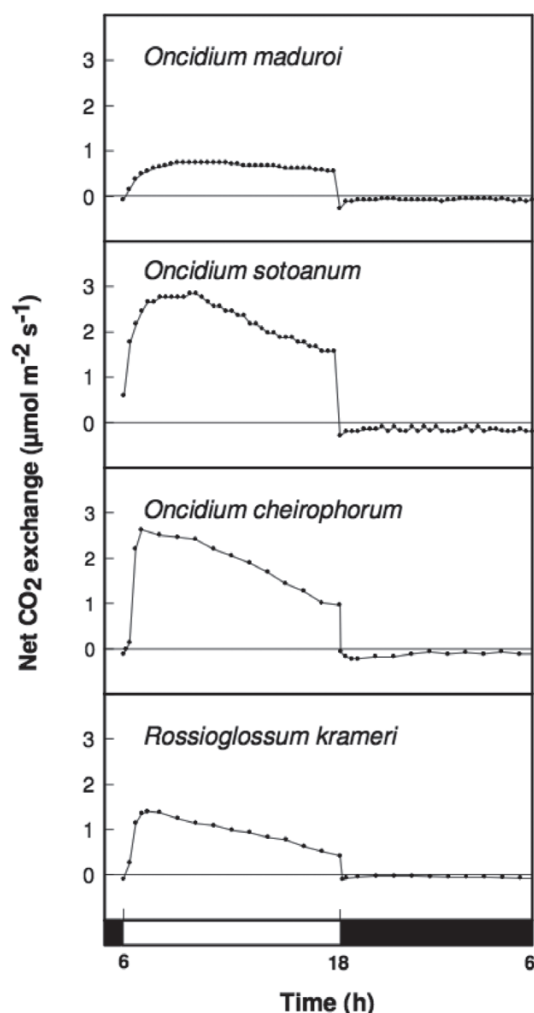 Oncidium maduroi
3
2
1
0
Oncidium sotoanum
3
2
1
0
Oncidium cheirophorum
3
2
1
0
Rossioglossum krameri
3
2
1
0
Net CO2 exchange (µmol m-2 s-1)
6 18 6
Time (h)